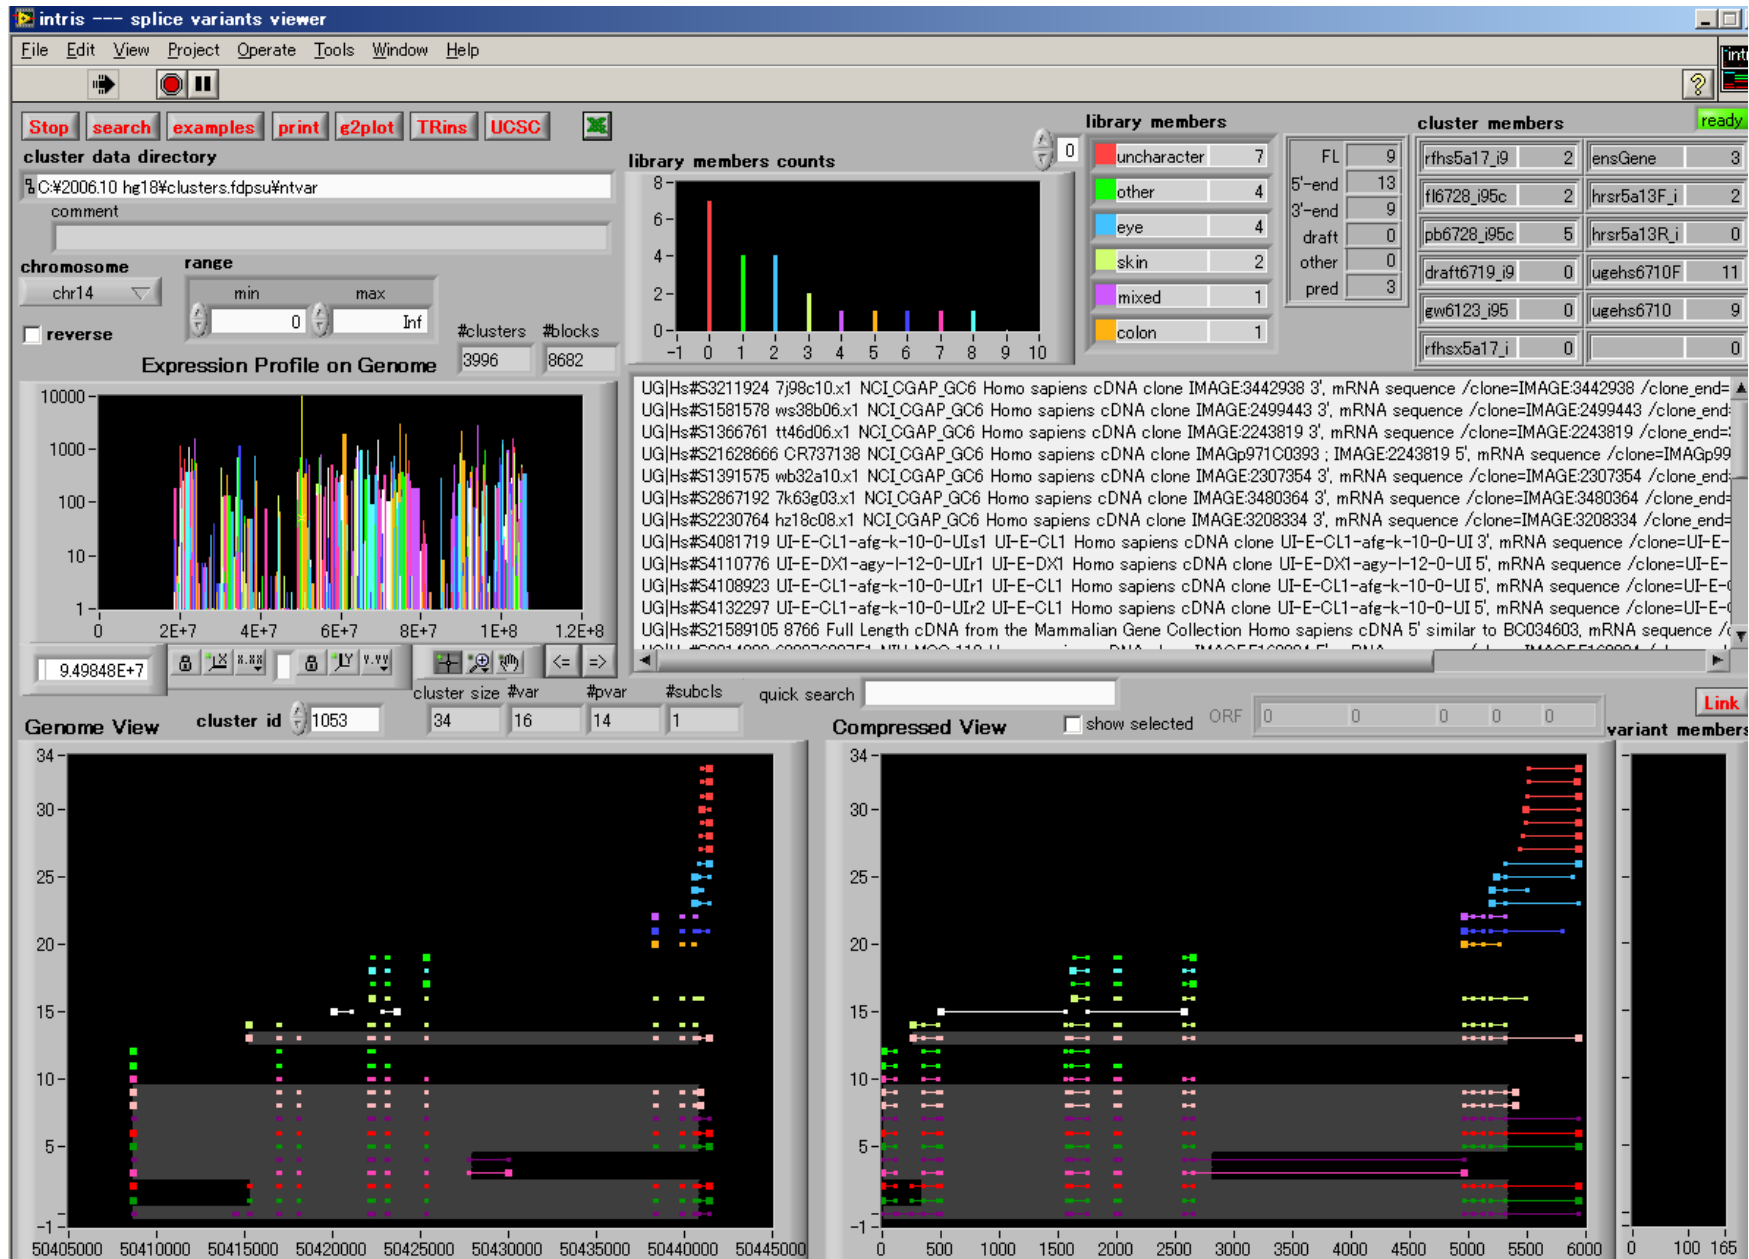 intris --- splice variants viewer
File Edit View Project Operate Tools Window Help
intr
Stop search examples print g2plot TRins UCSC
cluster data directory
C:¥2006.10 hg18¥clusters.fdpsu¥ntvar
comment
chromosome
chr14
range
min max
0 Inf
reverse
#clusters #blocks
3996 8682
library members counts
0
8
6
4
2
0
-1 0 1 2 3 4 5 6 7 8 9 10
library members
uncharacter 7
other 4
eye 4
skin 2
mixed 1
colon 1
FL 9
5'-end 13
3'-end 9
draft 0
other 0
pred 3
cluster members
ready
rfhs5a17_i9 2 ensGene 3
fl6728_i95c 2 hrsr5a13F_i 2
pb6728_i95c 5 hrsr5a13R_i 0
draft6719_i9 0 ugehs6710F 11
gw6123_i95 0 ugehs6710 9
rfhsx5a17_i 0 0
Expression Profile on Genome
10000
1000
100
10
1
0 2E+7 4E+7 6E+7 8E+7 1E+8 1.2E+8
9.49848E+7 X X.XX Y Y.YY <= =>
UG|Hs#S3211924 7j98c10.x1 NCI_CGAP_GC6 Homo sapiens cDNA clone IMAGE:3442938 3', mRNA sequence /clone=IMAGE:3442938 /clone_end=
UG|Hs#S1581578 ws38b06.x1 NCI_CGAP_GC6 Homo sapiens cDNA clone IMAGE:2499443 3', mRNA sequence /clone=IMAGE:2499443 /clone_end=
UG|Hs#S1366761 tt46d06.x1 NCI_CGAP_GC6 Homo sapiens cDNA clone IMAGE:2243819 3', mRNA sequence /clone=IMAGE:2243819 /clone_end=
UG|Hs#S21628666 CR737138 NCI_CGAP_GC6 Homo sapiens cDNA clone IMAGp971C0393 ; IMAGE:2243819 5', mRNA sequence /clone=IMAGp99
UG|Hs#S1391575 wb32a10.x1 NCI_CGAP_GC6 Homo sapiens cDNA clone IMAGE:2307354 3', mRNA sequence /clone=IMAGE:2307354 /clone_end=
UG|Hs#S2867192 7k63g03.x1 NCI_CGAP_GC6 Homo sapiens cDNA clone IMAGE:3480364 3', mRNA sequence /clone=IMAGE:3480364 /clone_end=
UG|Hs#S2230764 hz18c08.x1 NCI_CGAP_GC6 Homo sapiens cDNA clone IMAGE:3208334 3', mRNA sequence /clone=IMAGE:3208334 /clone_end=
UG|Hs#S4081719 UI-E-CL1-afg-k-10-0-UIs1 UI-E-CL1 Homo sapiens cDNA clone UI-E-CL1-afg-k-10-0-UI 3', mRNA sequence /clone=UI-E-
UG|Hs#S4110776 UI-E-DX1-agy-l-12-0-UIr1 UI-E-DX1 Homo sapiens cDNA clone UI-E-DX1-agy-l-12-0-UI 5', mRNA sequence /clone=UI-E-
UG|Hs#S4108923 UI-E-CL1-afg-k-10-0-UIr1 UI-E-CL1 Homo sapiens cDNA clone UI-E-CL1-afg-k-10-0-UI 5', mRNA sequence /clone=UI-E-
UG|Hs#S4132297 UI-E-CL1-afg-k-10-0-UIr2 UI-E-CL1 Homo sapiens cDNA clone UI-E-CL1-afg-k-10-0-UI 5', mRNA sequence /clone=UI-E-
UG|Hs#S21589105 8766 Full Length cDNA from the Mammalian Gene Collection Homo sapiens cDNA 5' similar to BC034603, mRNA sequence /c
cluster size #var #pvar #subcls
34 16 14 1
quick search
Genome View cluster id 1053
Compressed View show selected ORF 0 0 0 0 0
Link
variant members
34
30
25
20
15
10
5
-1
50405000 50410000 50415000 50420000 50425000 50430000 50435000 50440000 50445000
34
30
25
20
15
10
5
-1
0 500 1000 1500 2000 2500 3000 3500 4000 4500 5000 5500 6000
0 100 165